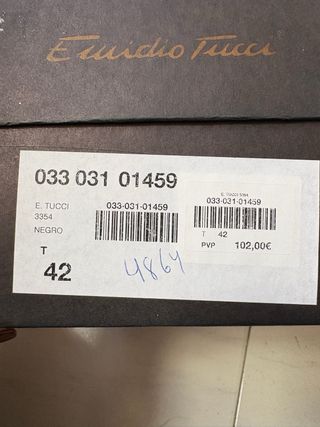 Emidio Tucci
033 031 01459
E. TUCCI
3354
NEGRO
T
42
033-031-01459
4864
E. TUCCI 3354
033-031-01459
T 42
PVP 102,00€